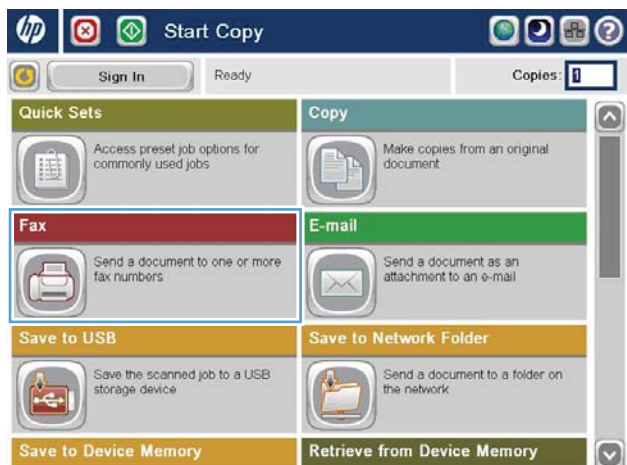 hp
Start Copy
?
Sign In
Ready
Copies: 1
Quick Sets
Access preset job options for
commonly used jobs
Copy
Make copies from an original
document
Fax
Send a document to one or more
fax numbers
E-mail
Send a document as an
attachment to an e-mail
Save to USB
Save the scanned job to a USB
storage device
Save to Network Folder
Send a document to a folder on
the network
Save to Device Memory
Retrieve from Device Memory